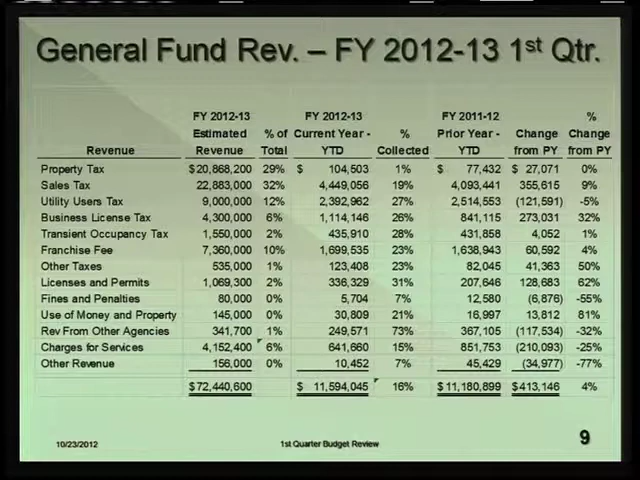 General Fund Rev. – FY 2012-13 1st Qtr.
FY 2012-13 FY 2012-13 FY 2011-12 %
Estimated % of Current Year - % Prior Year - Change Change
Revenue Revenue Total YTD Collected YTD from PY from PY
Property Tax $20,868,200 29% $ 104,503 1% $ 77,432 $ 27,071 0%
Sales Tax 22,883,000 32% 4,449,056 19% 4,093,441 355,615 9%
Utility Users Tax 9,000,000 12% 2,392,962 27% 2,514,553 (121,591) -5%
Business License Tax 4,300,000 6% 1,114,146 26% 841,115 273,031 32%
Transient Occupancy Tax 1,550,000 2% 435,910 28% 431,858 4,052 1%
Franchise Fee 7,360,000 10% 1,699,535 23% 1,638,943 60,592 4%
Other Taxes 535,000 1% 123,408 23% 82,045 41,363 50%
Licenses and Permits 1,069,300 2% 336,329 31% 207,646 128,683 62%
Fines and Penalties 80,000 0% 5,704 7% 12,580 (6,876) -55%
Use of Money and Property 145,000 0% 30,809 21% 16,997 13,812 81%
Rev From Other Agencies 341,700 1% 249,571 73% 367,105 (117,534) -32%
Charges for Services 4,152,400 6% 641,660 15% 851,753 (210,093) -25%
Other Revenue 156,000 0% 10,452 7% 45,429 (34,977) -77%
$72,440,600 $ 11,594,045 16% $ 11,180,899 $413,146 4%
10/23/2012 1st Quarter Budget Review 9